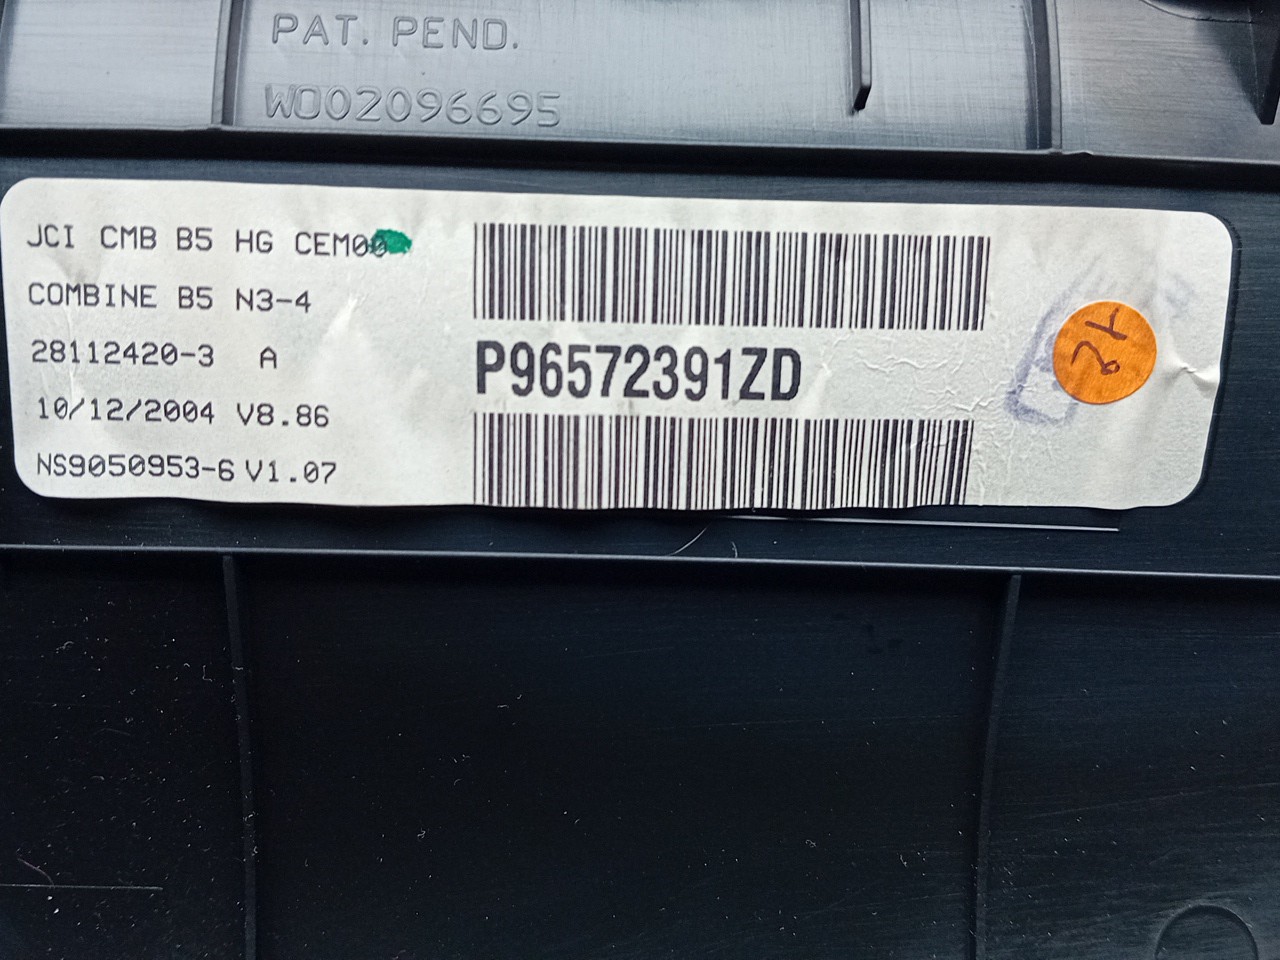 PAT. PEND.
WO02096695
JCI CMB B5 HG CEM00
COMBINE B5 N3-4
28112420-3 A
10/12/2004 V8.86
NS9050953-6 V1.07
P96572391ZD